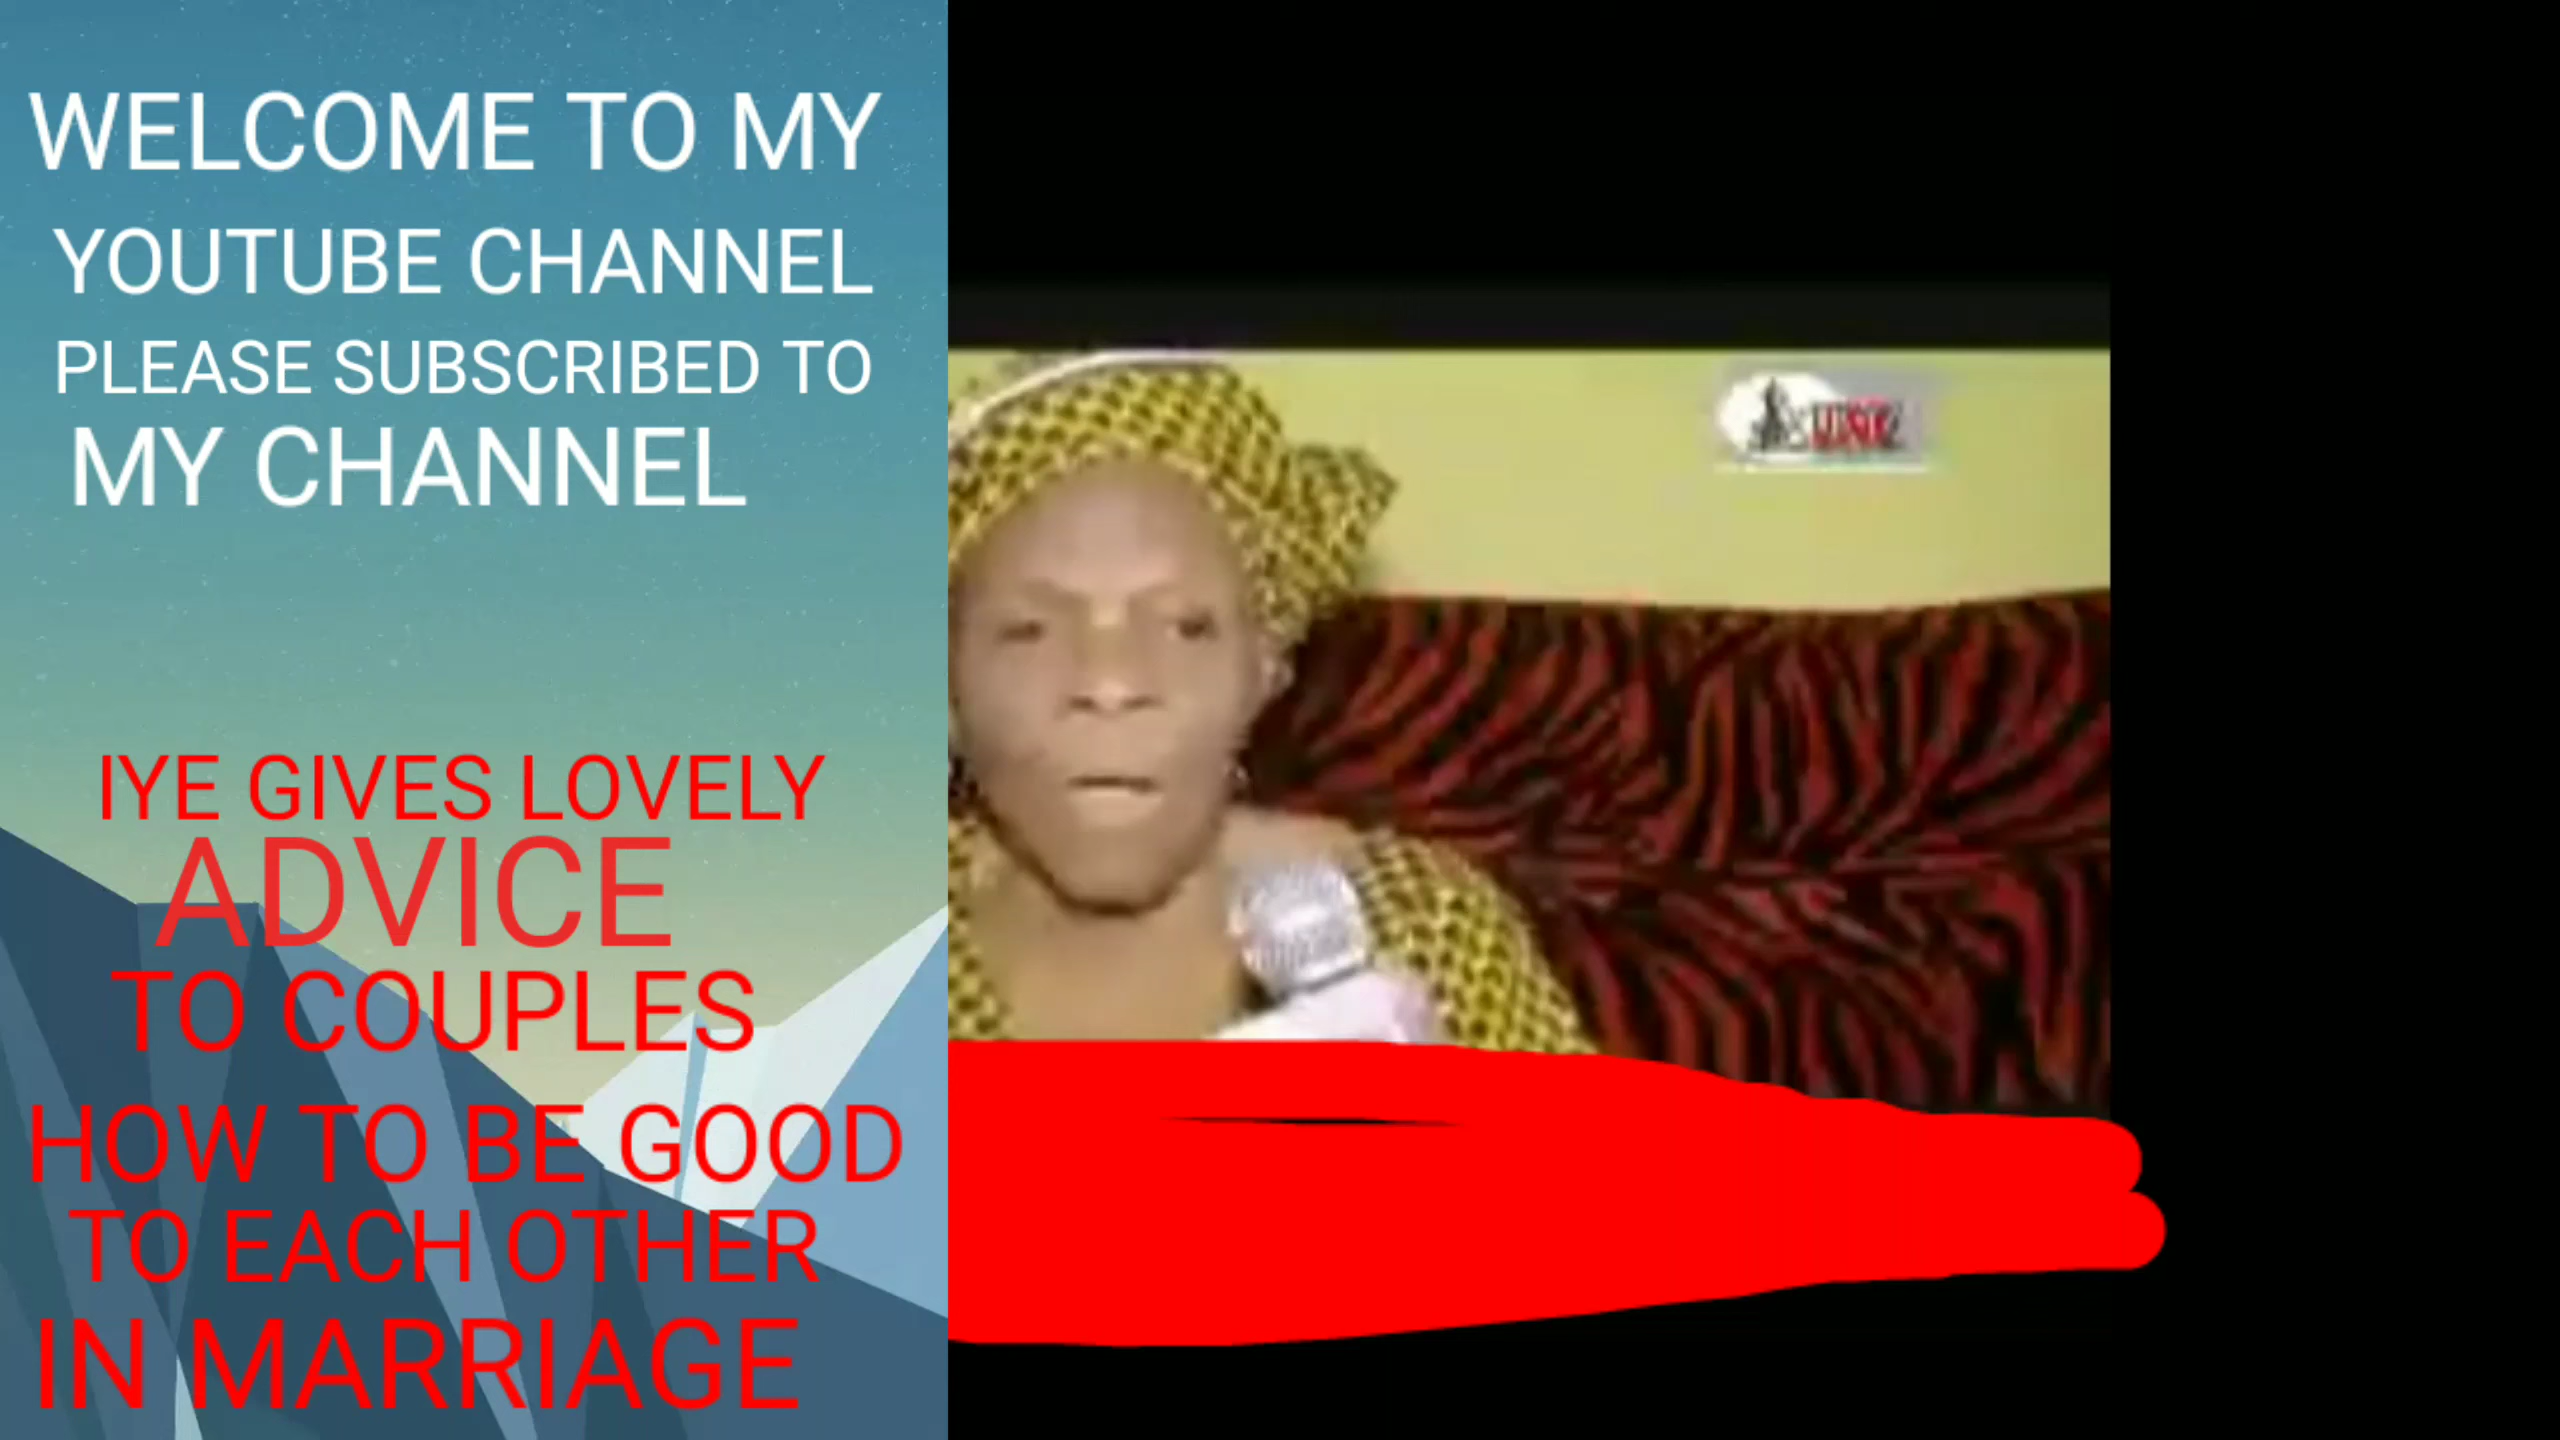 WELCOME TO MY
YOUTUBE CHANNEL
PLEASE SUBSCRIBED TO
MY CHANNEL
IYE GIVES LOVELY
ADVICE
TO COUPLES
HOW TO BE GOOD
TO EACH OTHER
IN MARRIAGE